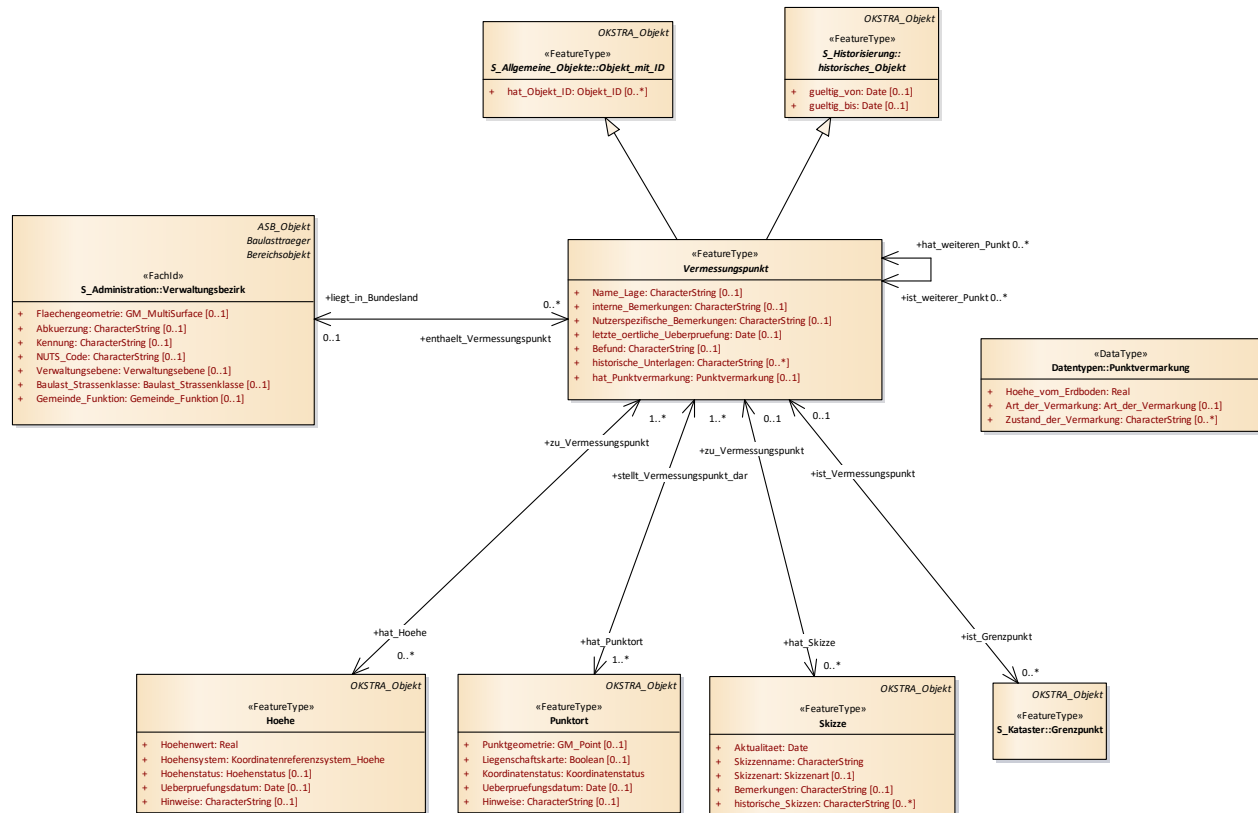 OKSTRA_Objekt
«FeatureType»
S_Allgemeine_Objekte::Objekt_mit_ID
+ hat_Objekt_ID: Objekt_ID [0..*]
OKSTRA_Objekt
«FeatureType»
S_Historisierung::
historisches_Objekt
+ gueltig_von: Date [0..1]
+ gueltig_bis: Date [0..1]
ASB_Objekt
Baulasttraeger
Bereichsobjekt
«FachId»
S_Administration::Verwaltungsbezirk
+ Flaechengeometrie: GM_MultiSurface [0..1]
+ Abkuerzung: CharacterString [0..1]
+ Kennung: CharacterString [0..1]
+ NUTS_Code: CharacterString [0..1]
+ Verwaltungsebene: Verwaltungsebene [0..1]
+ Baulast_Strassenklasse: Baulast_Strassenklasse [0..1]
+ Gemeinde_Funktion: Gemeinde_Funktion [0..1]
+liegt_in_Bundesland
0..1
0..*
+enthaelt_Vermessungspunkt
«FeatureType»
Vermessungspunkt
+ Name_Lage: CharacterString [0..1]
+ interne_Bemerkungen: CharacterString [0..1]
+ Nutzerspezifische_Bemerkungen: CharacterString [0..1]
+ letzte_oertliche_Ueberpruefung: Date [0..1]
+ Befund: CharacterString [0..1]
+ historische_Unterlagen: CharacterString [0..*]
+ hat_Punktvermarkung: Punktvermarkung [0..1]
+hat_weiteren_Punkt 0..*
+ist_weiterer_Punkt 0..*
«DataType»
Datentypen::Punktvermarkung
+ Hoehe_vom_Erdboden: Real
+ Art_der_Vermarkung: Art_der_Vermarkung [0..1]
+ Zustand_der_Vermarkung: CharacterString [0..*]
1..*
+zu_Vermessungspunkt
1..*
+stellt_Vermessungspunkt_dar
0..1
+zu_Vermessungspunkt
0..1
+ist_Vermessungspunkt
+hat_Hoehe
0..*
+hat_Punktort
1..*
+hat_Skizze
0..*
+ist_Grenzpunkt
0..*
OKSTRA_Objekt
«FeatureType»
Hoehe
+ Hoehenwert: Real
+ Hoehensystem: Koordinatenreferenzsystem_Hoehe
+ Hoehenstatus: Hoehenstatus [0..1]
+ Ueberpruefungsdatum: Date [0..1]
+ Hinweise: CharacterString [0..1]
OKSTRA_Objekt
«FeatureType»
Punktort
+ Punktgeometrie: GM_Point [0..1]
+ Liegenschaftskarte: Boolean [0..1]
+ Koordinatenstatus: Koordinatenstatus
+ Ueberpruefungsdatum: Date [0..1]
+ Hinweise: CharacterString [0..1]
OKSTRA_Objekt
«FeatureType»
Skizze
+ Aktualitaet: Date
+ Skizzenname: CharacterString
+ Skizzenart: Skizzenart [0..1]
+ Bemerkungen: CharacterString [0..1]
+ historische_Skizzen: CharacterString [0..*]
OKSTRA_Objekt
«FeatureType»
S_Kataster::Grenzpunkt